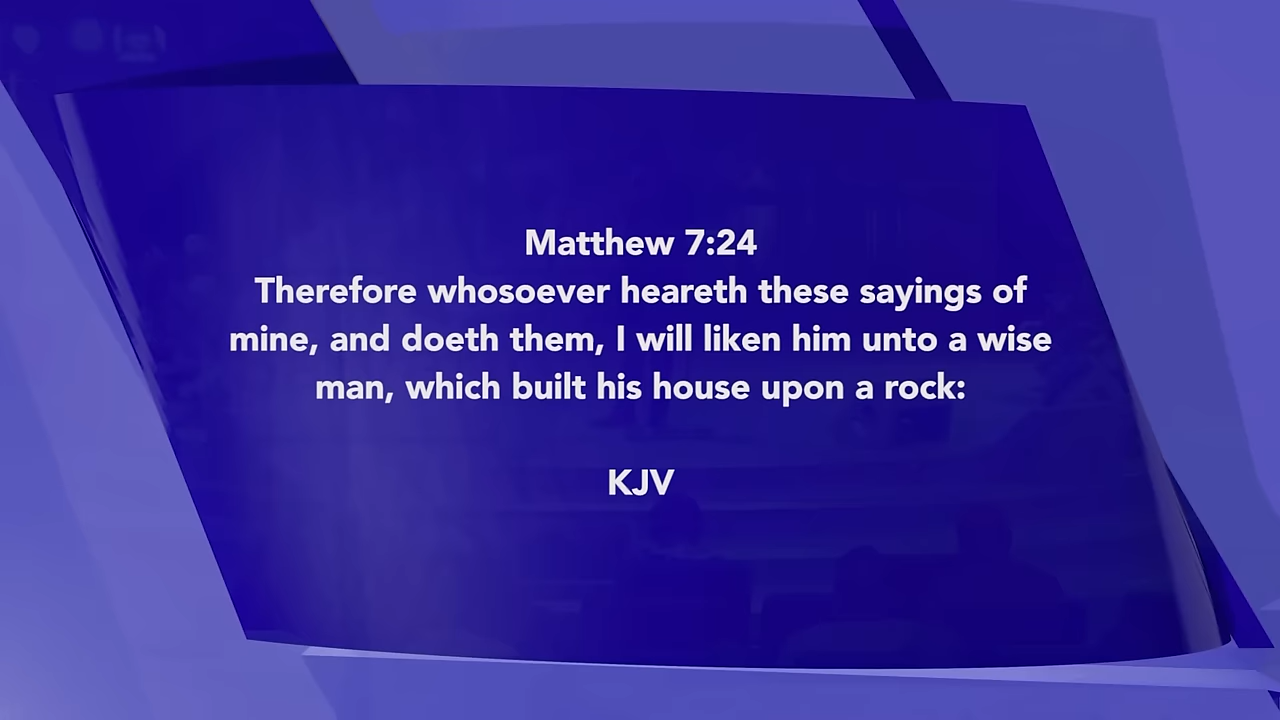 Matthew 7:24
Therefore whosoever heareth these sayings of
mine, and doeth them, I will liken him unto a wise
man, which built his house upon a rock:
KJV